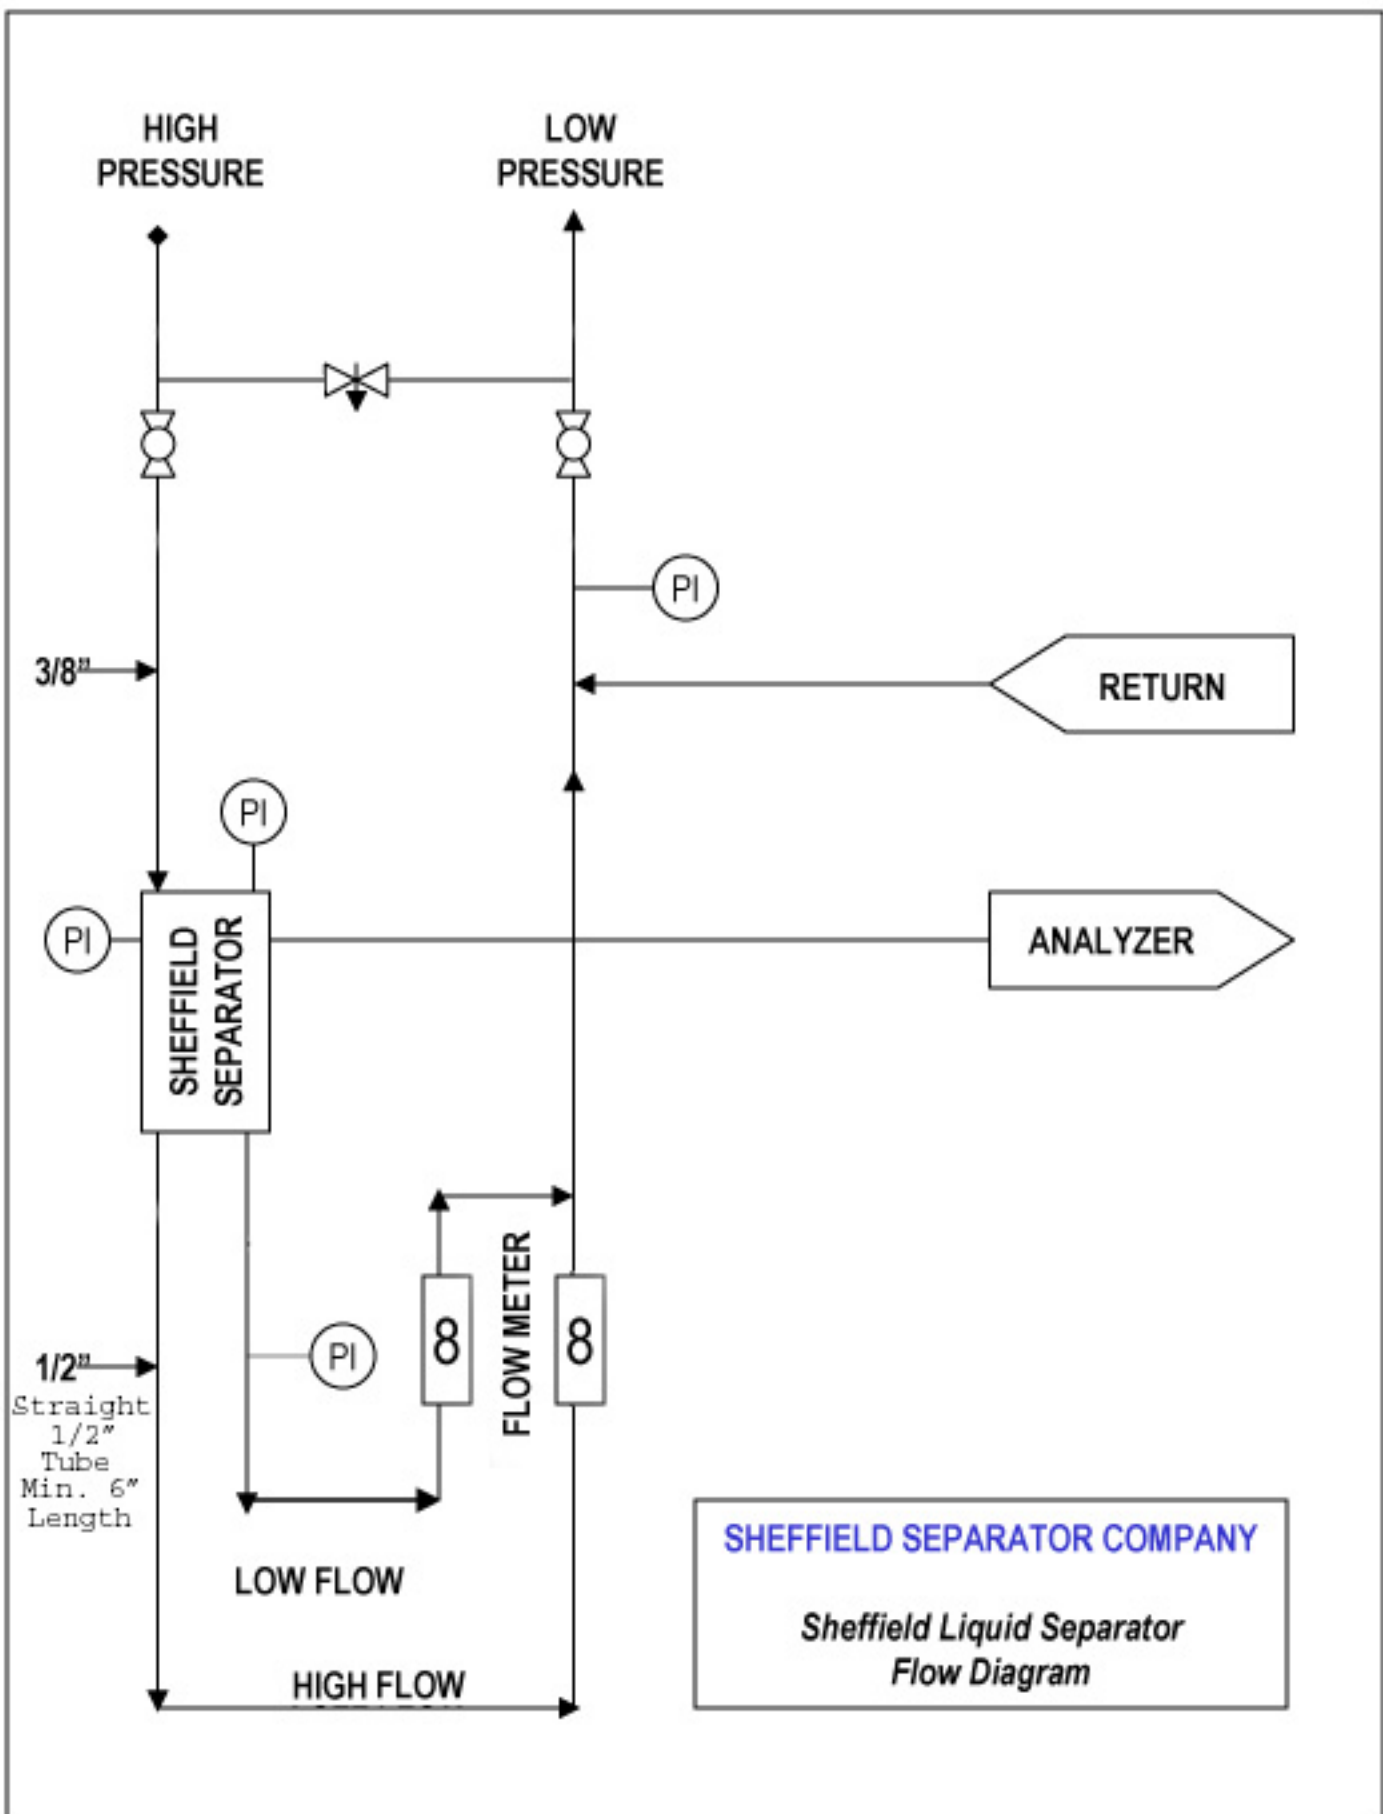 HIGH
PRESSURE
LOW
PRESSURE
PI
3/8”
RETURN
PI
PI
SHEFFIELD
SEPARATOR
ANALYZER
FLOW METER
8
8
PI
1/2”
Straight
1/2”
Tube
Min. 6”
Length
LOW FLOW
HIGH FLOW
SHEFFIELD SEPARATOR COMPANY
Sheffield Liquid Separator
Flow Diagram